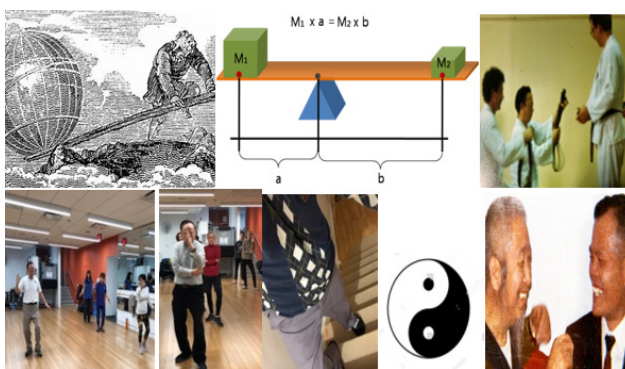 M₁ x a = M₂ x b
M₁
M₂
a
b